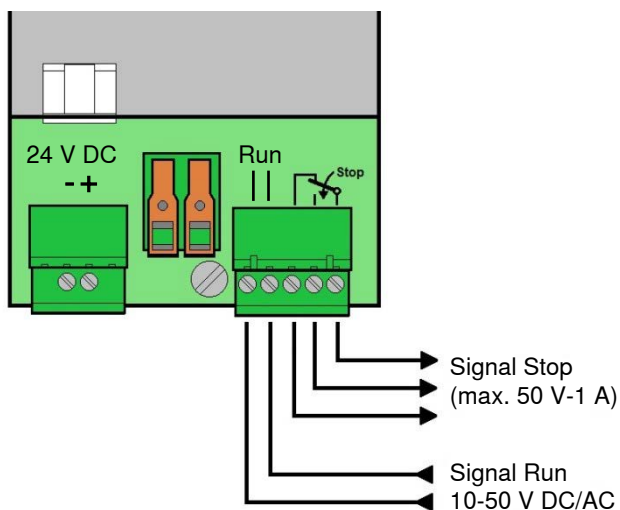 24 V DC
- +
Run
Stop
Signal Stop
(max. 50 V-1 A)
Signal Run
10-50 V DC/AC